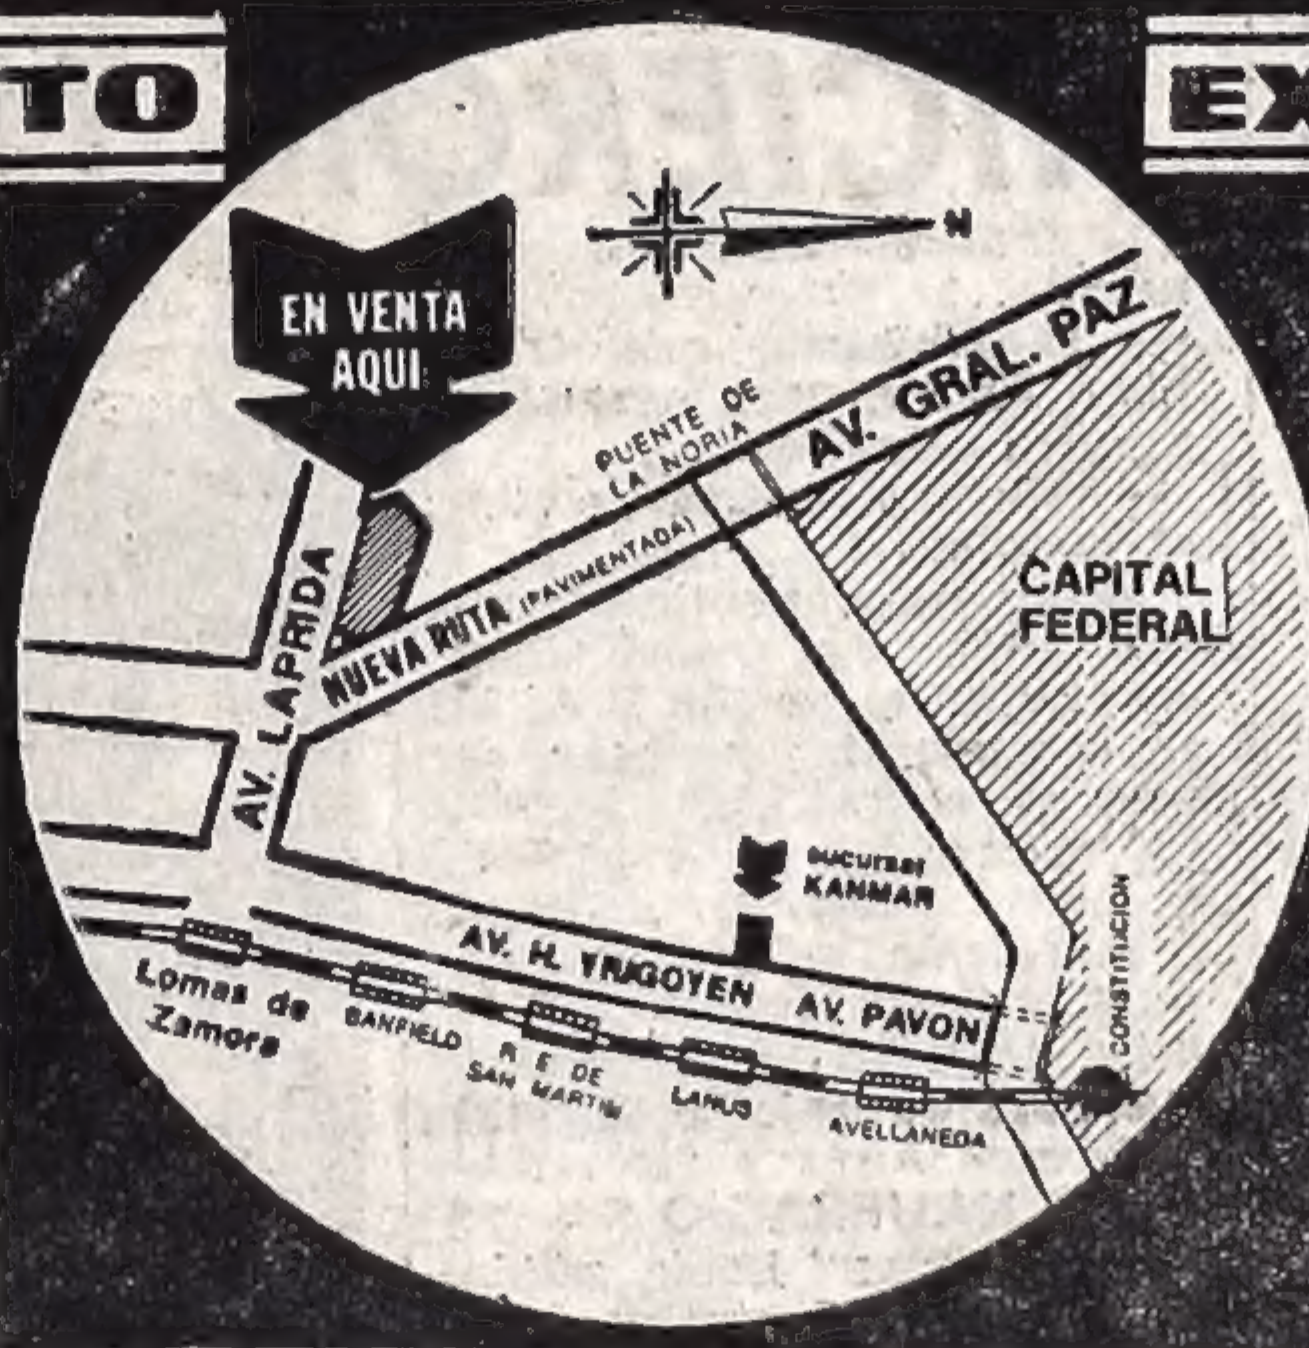 TO
EX
N
EN VENTA
AQUI
AV. GRAL. PAZ
PUENTE DE
LA NORIA
NUEVA RUTA (PAVIMENTADA)
AV. LAPRIDA
CAPITAL
FEDERAL
sucursal
KANMAR
CONSTITUCION
AV. H. YRIGOYEN AV. PAVON
Lomas de
Zamora
BANFIELD
R E DE
SAN MARTIN
LANUS
AVELLANEDA